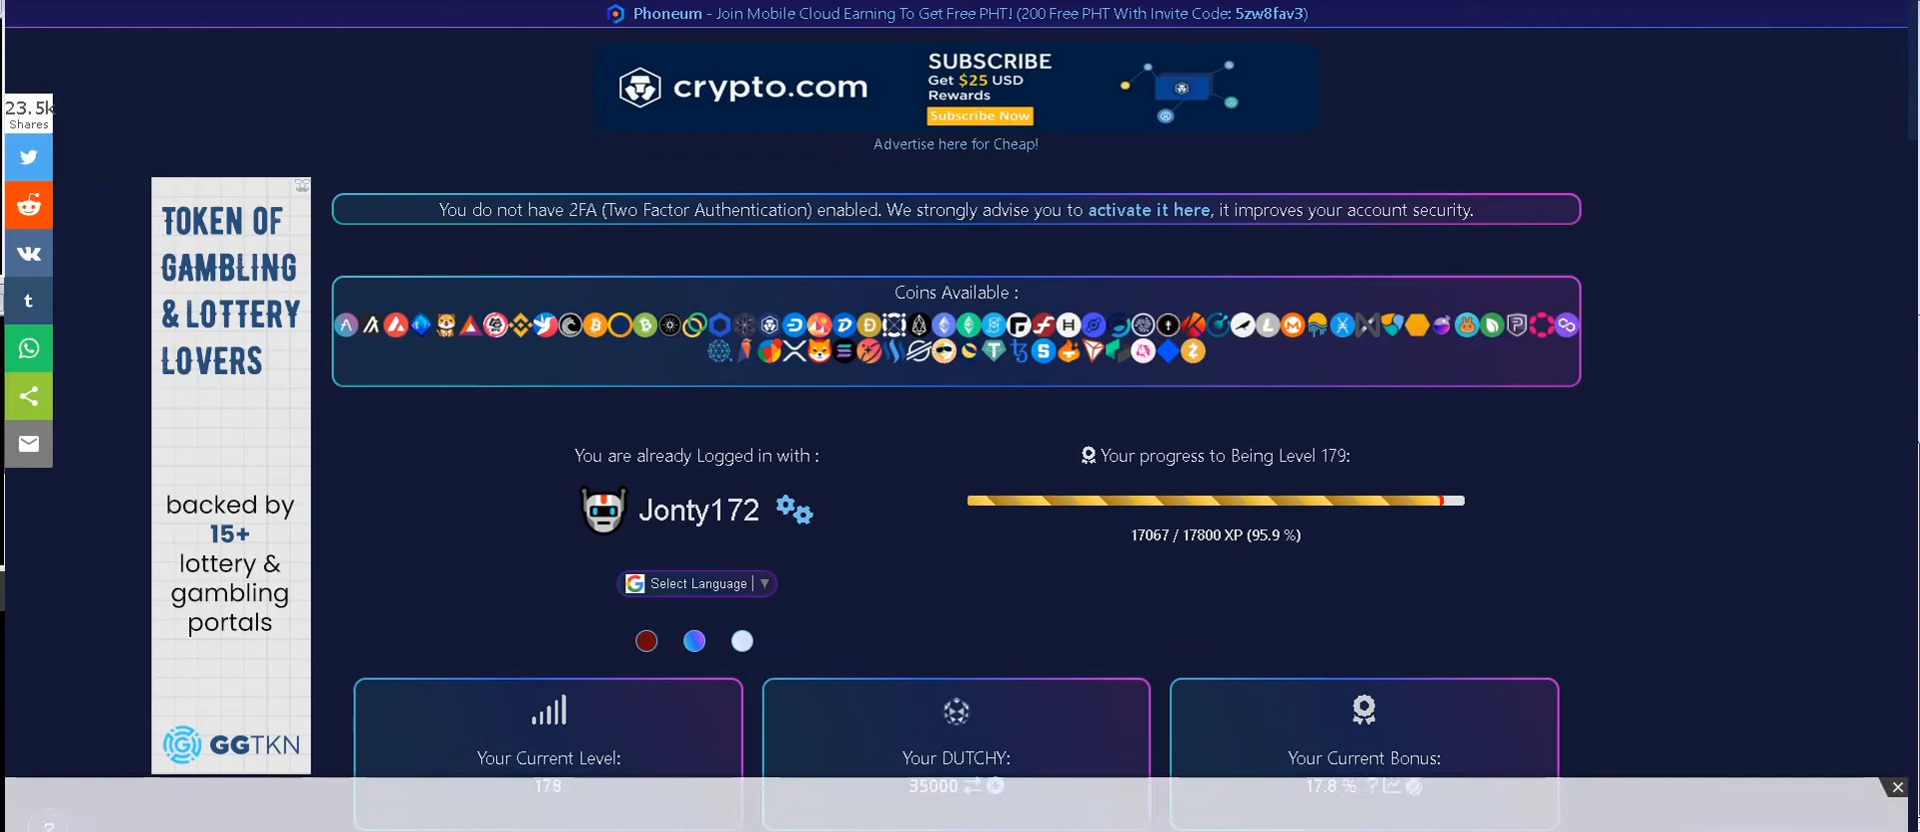 Phoneum - Join Mobile Cloud Earning To Get Free PHT! (200 Free PHT With Invite Code: 5zw8fav3)
crypto.com
SUBSCRIBE
Get $25 USD
Rewards
Subscribe Now
Advertise here for Cheap!
23.5k
Shares
TOKEN OF
GAMBLING
& LOTTERY
LOVERS
backed by
15+
lottery &
gambling
portals
GGTKN
You do not have 2FA (Two Factor Authentication) enabled. We strongly advise you to activate it here, it improves your account security.
Coins Available :
You are already Logged in with :
Jonty172
Select Language | ▼
Your progress to Being Level 179:
17067 / 17800 XP (95.9 %)
Your Current Level:
178
Your DUTCHY:
35000
Your Current Bonus:
17.8 % ?